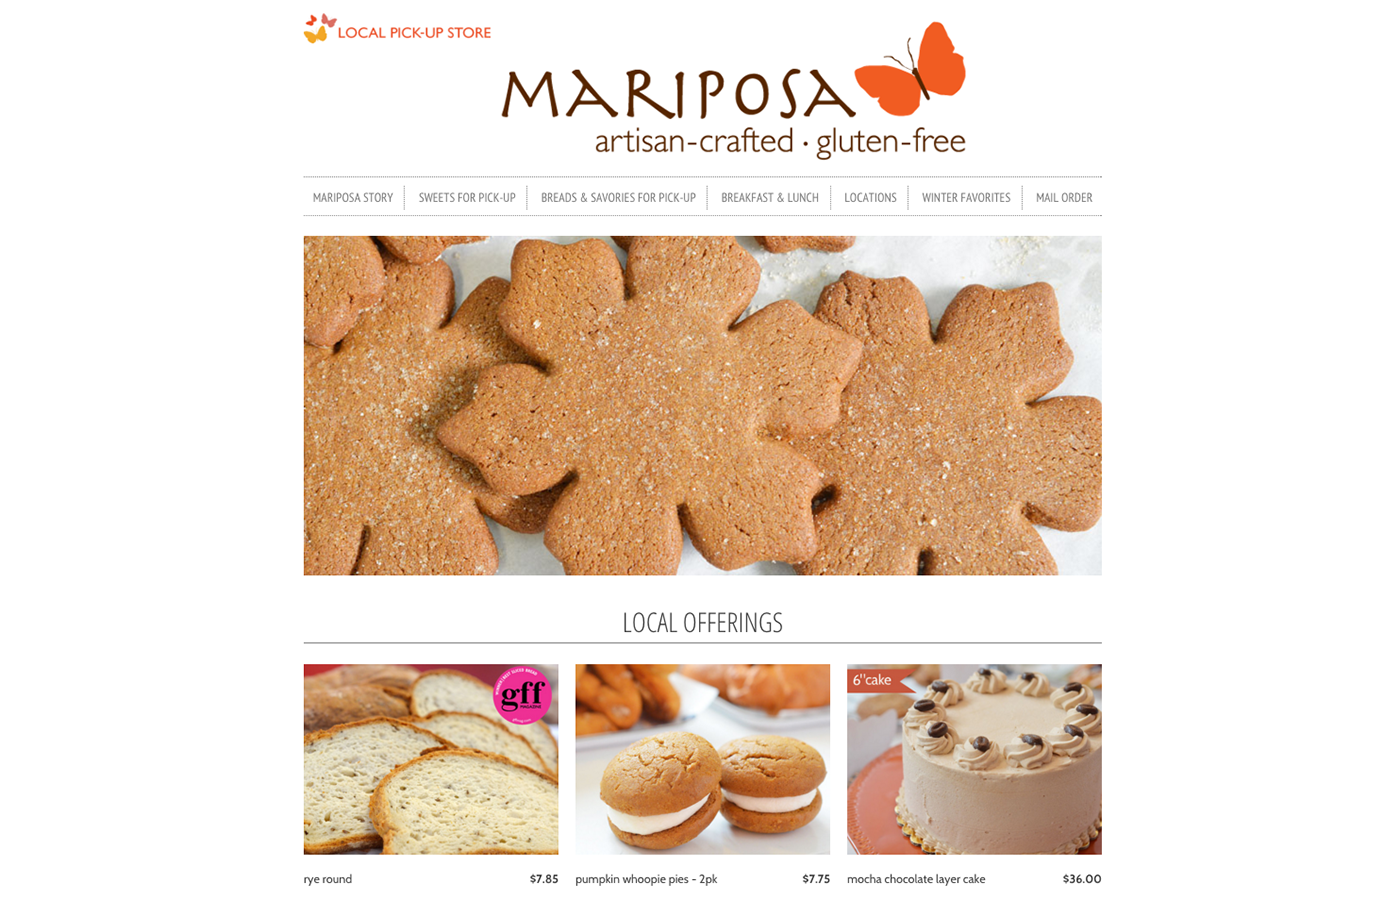 LOCAL PICK-UP STORE
MARIPOSA
artisan-crafted · gluten-free
MARIPOSA STORY
SWEETS FOR PICK-UP
BREADS & SAVORIES FOR PICK-UP
BREAKFAST & LUNCH
LOCATIONS
WINTER FAVORITES
MAIL ORDER
LOCAL OFFERINGS
gff
MAGAZINE
6"cake
rye round $7.85
pumpkin whoopie pies - 2pk $7.75
mocha chocolate layer cake $36.00